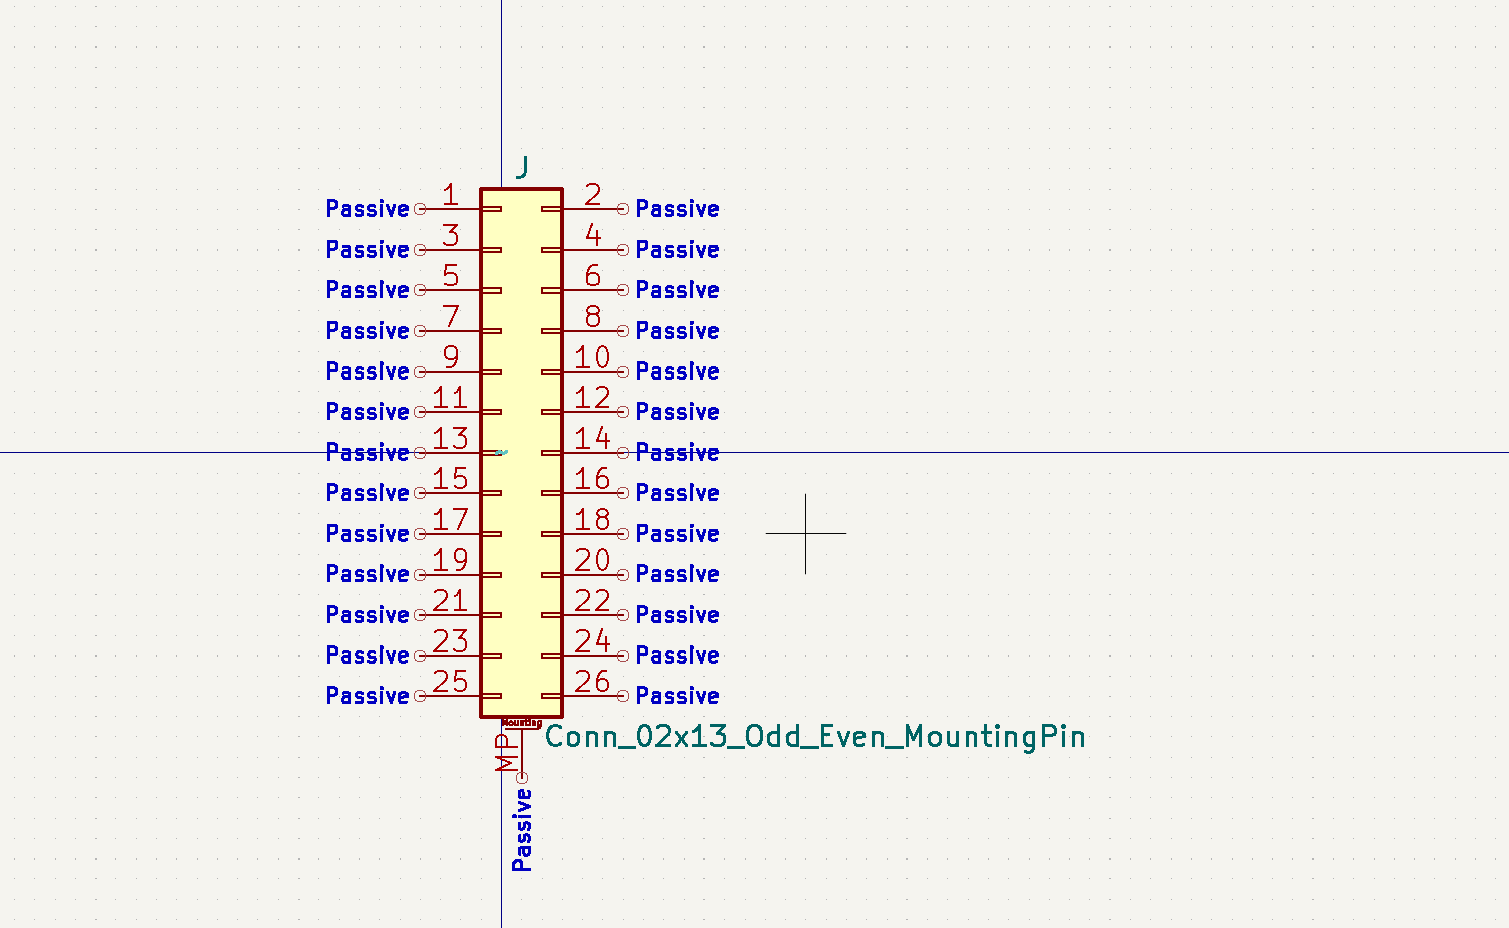 J
Passive 1 2 Passive
Passive 3 4 Passive
Passive 5 6 Passive
Passive 7 8 Passive
Passive 9 10 Passive
Passive 11 12 Passive
Passive 13 14 Passive
Passive 15 16 Passive
Passive 17 18 Passive
Passive 19 20 Passive
Passive 21 22 Passive
Passive 23 24 Passive
Passive 25 26 Passive
Mounting
MP
Conn_02x13_Odd_Even_MountingPin
Passive